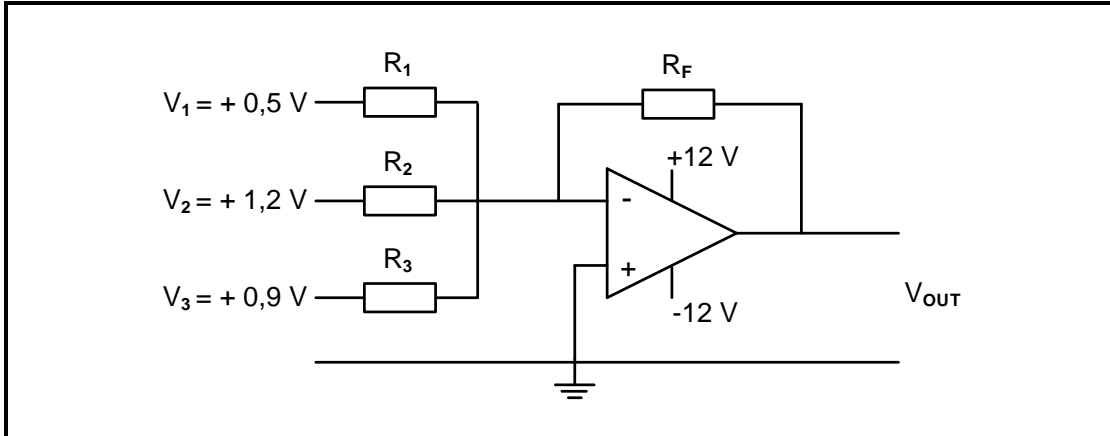 R1
RF
V1 = + 0,5 V
+12 V
R2
V2 = + 1,2 V
-
R3
+
V3 = + 0,9 V
-12 V
VOUT